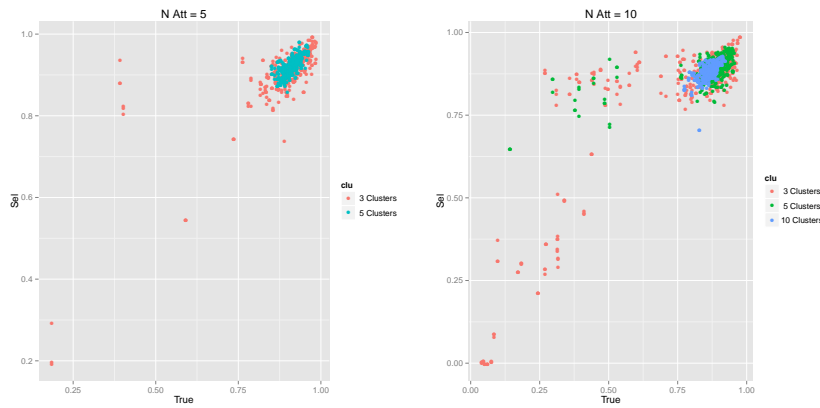 N Att = 5
1.0
0.8
0.6
0.4
0.2
Sel
0.25
0.50
0.75
1.00
True
clu
3 Clusters
5 Clusters
N Att = 10
1.00
0.75
0.50
0.25
0.00
Sel
0.00
0.25
0.50
0.75
1.00
True
clu
3 Clusters
5 Clusters
10 Clusters